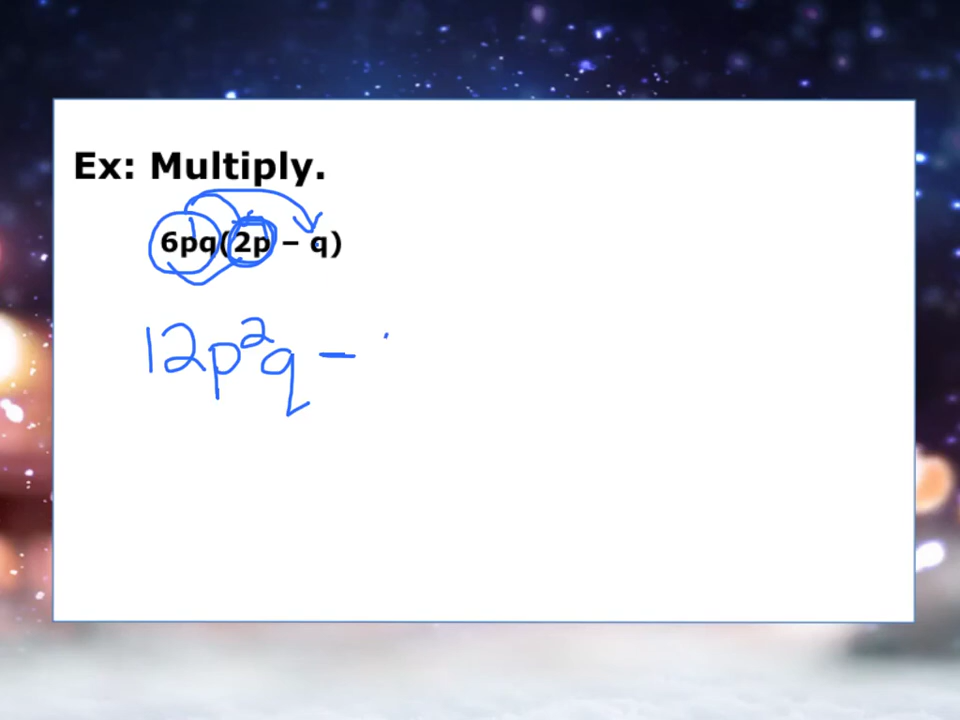 Ex: Multiply.
6pq(2p – q)
12p²q –